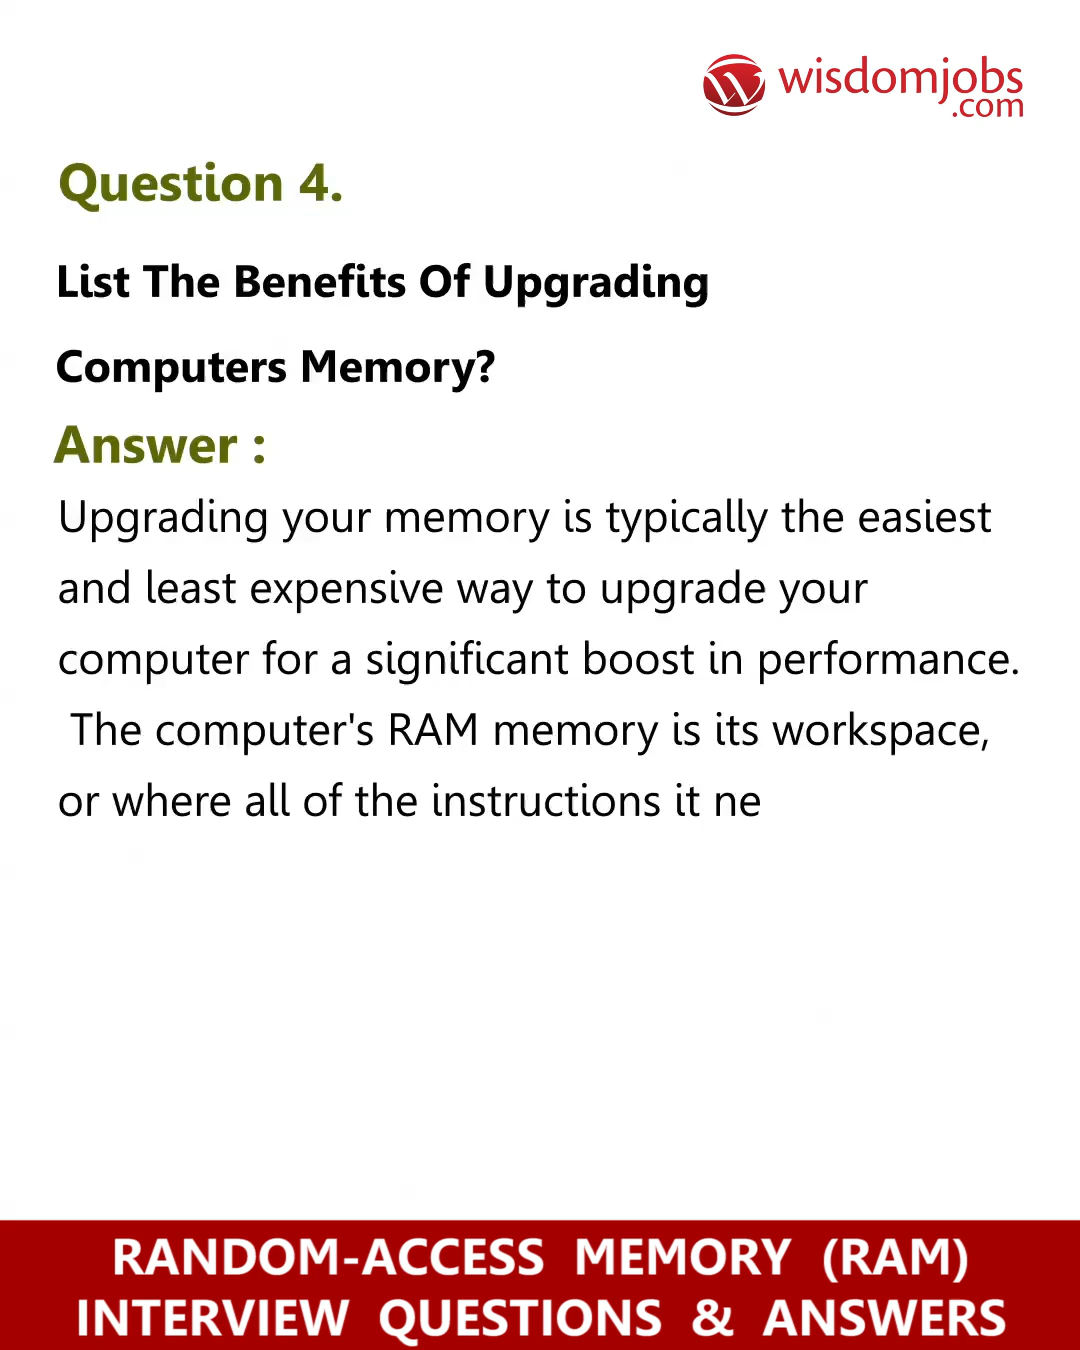 wisdomjobs
.com
Question 4.
List The Benefits Of Upgrading
Computers Memory?
Answer :
Upgrading your memory is typically the easiest
and least expensive way to upgrade your
computer for a significant boost in performance.
The computer's RAM memory is its workspace,
or where all of the instructions it ne
RANDOM-ACCESS MEMORY (RAM)
INTERVIEW QUESTIONS & ANSWERS